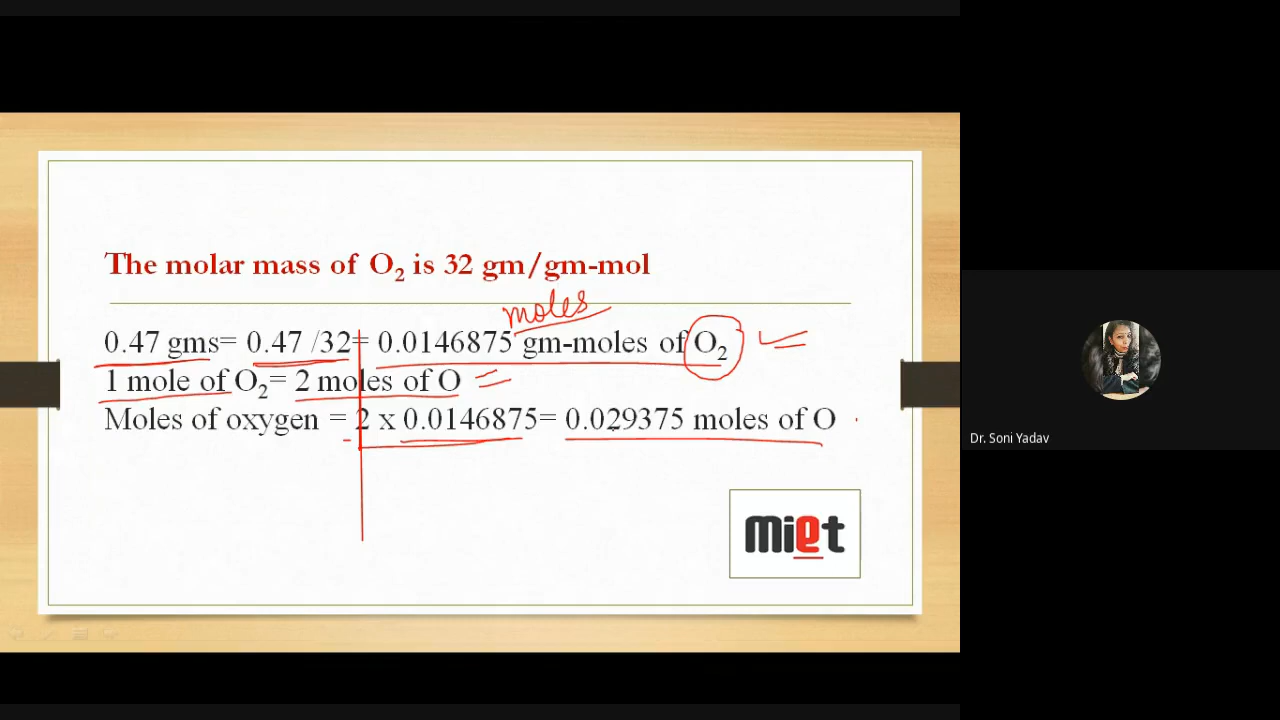 The molar mass of O₂ is 32 gm/gm-mol
moles
0.47 gms= 0.47 /32= 0.0146875 gm-moles of O₂
1 mole of O₂= 2 moles of O =
Moles of oxygen = 2 x 0.0146875= 0.029375 moles of O
miet
Dr. Soni Yadav